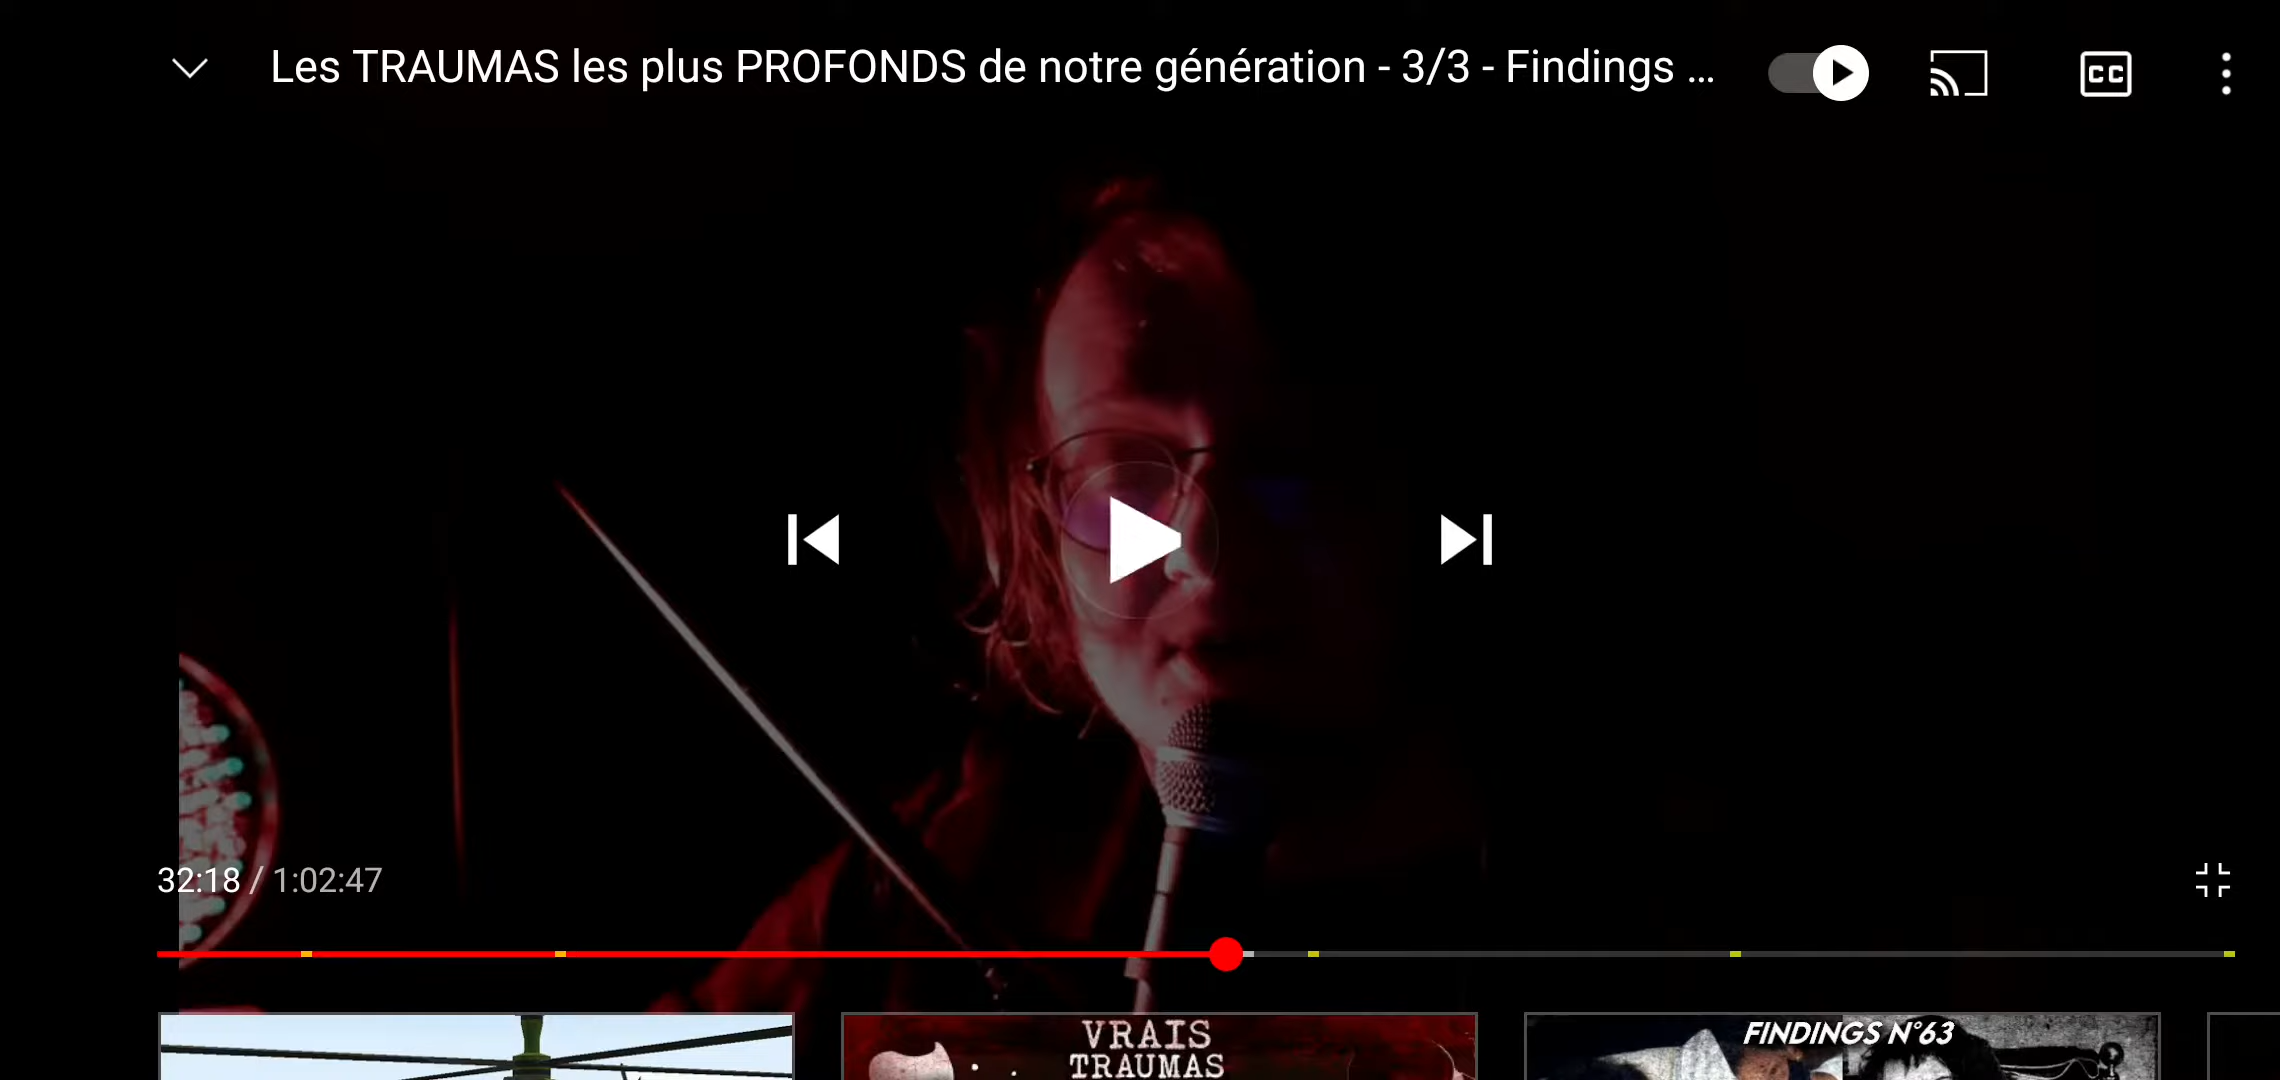 Les TRAUMAS les plus PROFONDS de notre génération - 3/3 - Findings ...
CC
32:18 / 1:02:47
VRAIS
TRAUMAS
FINDINGS N°63